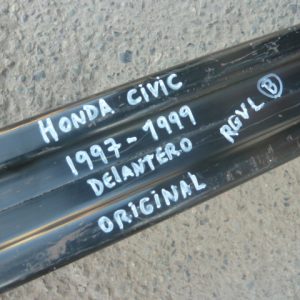 HONDA CIVIC
1997-1999
DELANTERO RGVL B
ORIGINAL